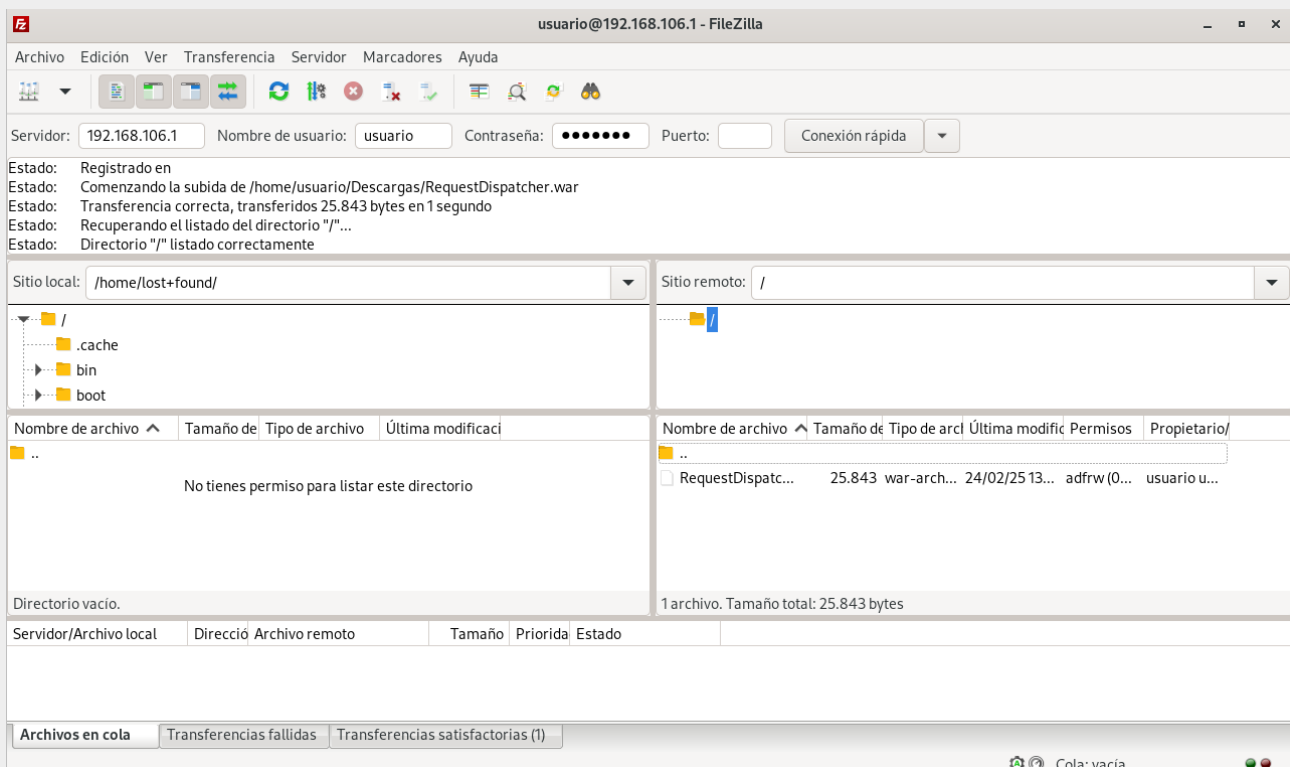 usuario@192.168.106.1 - FileZilla
Archivo Edición Ver Transferencia Servidor Marcadores Ayuda
Servidor: 192.168.106.1 Nombre de usuario: usuario Contraseña: ●●●●●●● Puerto: Conexión rápida
Estado: Registrado en
Estado: Comenzando la subida de /home/usuario/Descargas/RequestDispatcher.war
Estado: Transferencia correcta, transferidos 25.843 bytes en 1 segundo
Estado: Recuperando el listado del directorio "/"...
Estado: Directorio "/" listado correctamente
Sitio local: /home/lost+found/
/
.cache
bin
boot
Nombre de archivo Tamaño de Tipo de archivo Última modificaci
..
No tienes permiso para listar este directorio
Directorio vacío.
Sitio remoto: /
/
Nombre de archivo Tamaño de Tipo de arcl Última modific Permisos Propietario/
..
RequestDispatc... 25.843 war-arch... 24/02/25 13... adfrw (0... usuario u...
1 archivo. Tamaño total: 25.843 bytes
Servidor/Archivo local Direcció Archivo remoto Tamaño Priorida Estado
Archivos en cola Transferencias fallidas Transferencias satisfactorias (1)
Cola: vacía